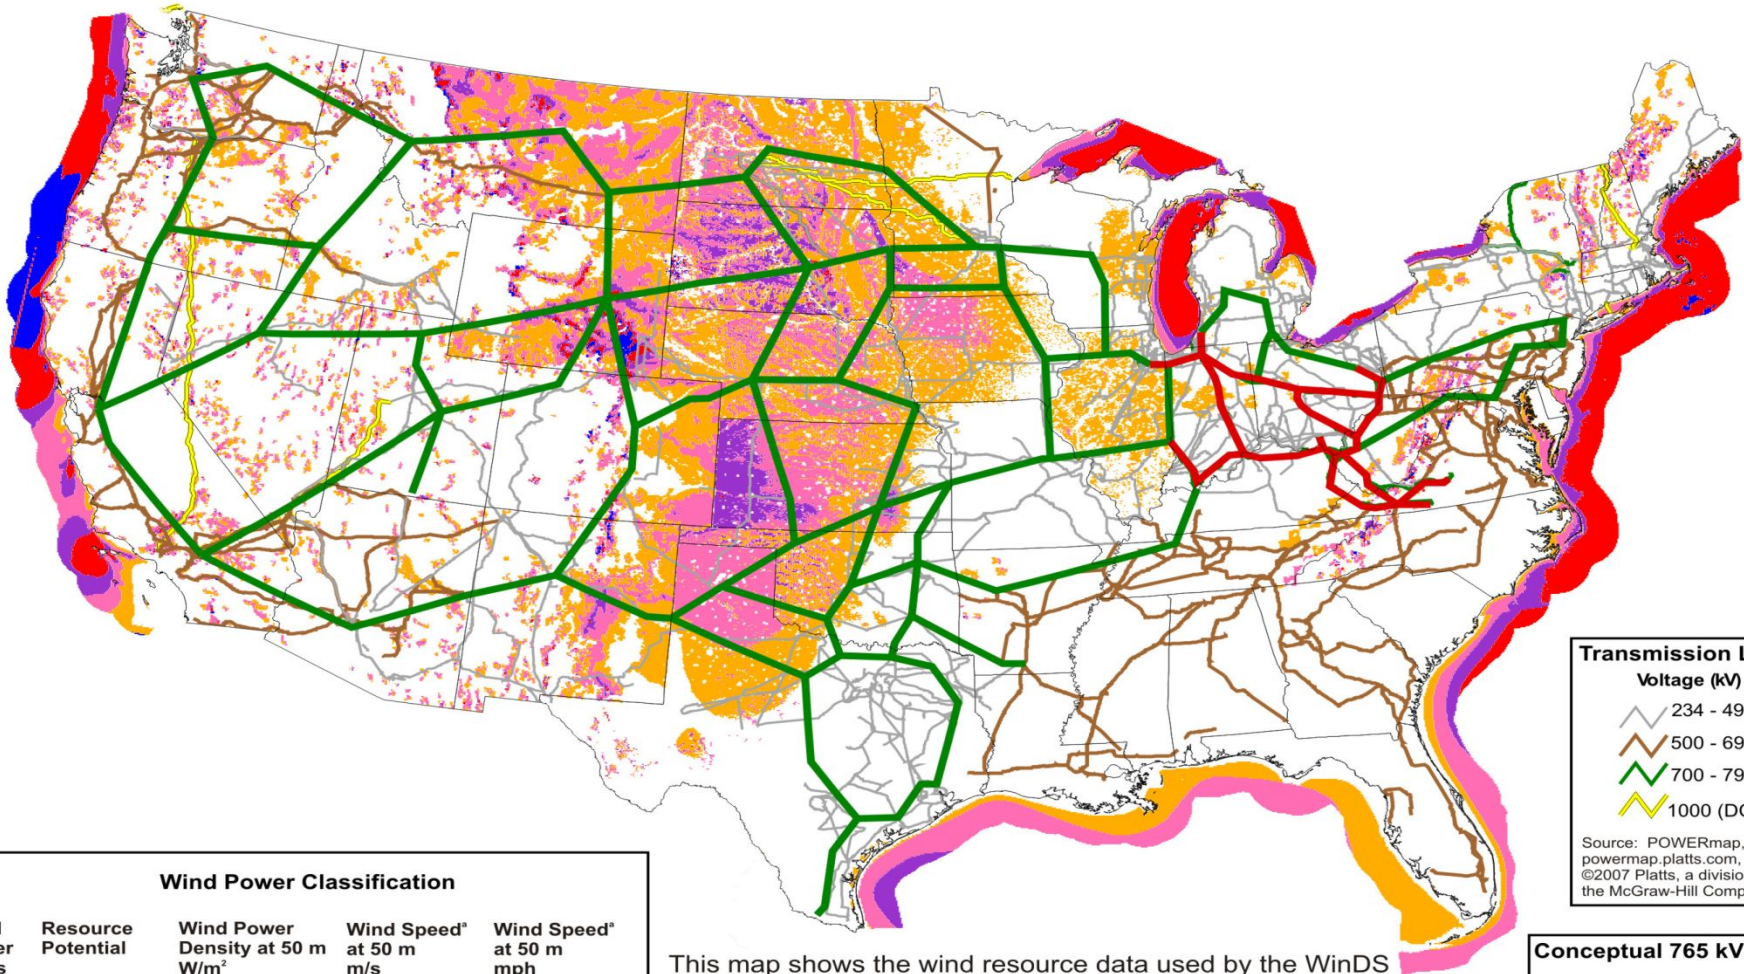 Transmission L
Voltage (kV)
234 - 49
500 - 69
700 - 79
1000 (DC
Source: POWERmap,
powermap.platts.com,
©2007 Platts, a divisio
the McGraw-Hill Comp
Wind Power Classification
Resource Potential
Wind Power Density at 50 m W/m²
Wind Speedᵃ at 50 m m/s
Wind Speedᵃ at 50 m mph
This map shows the wind resource data used by the WinDS
Conceptual 765 kV